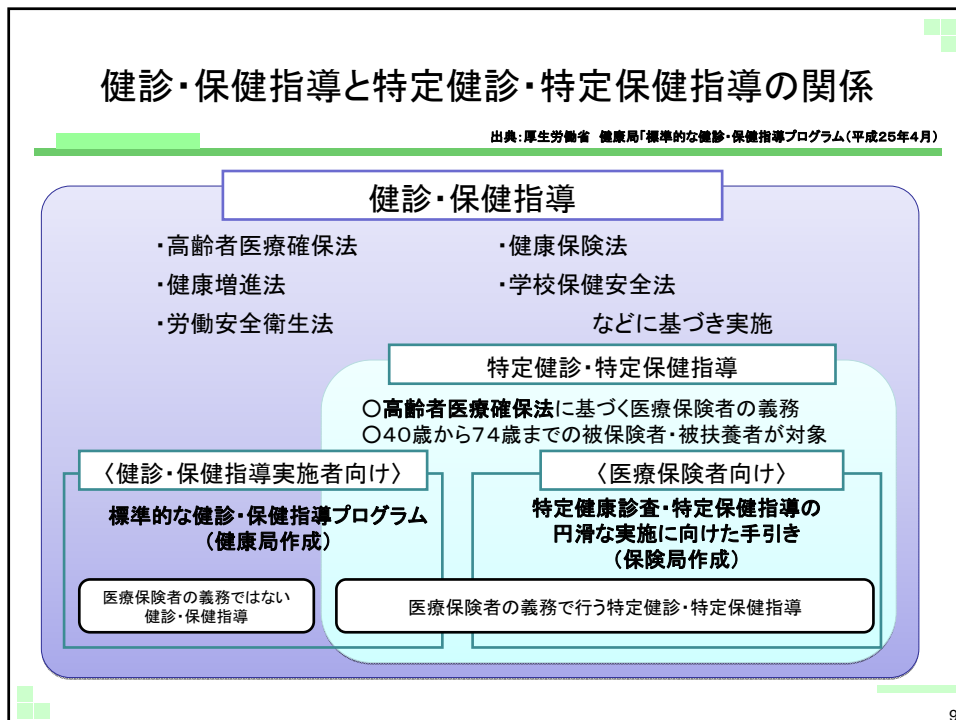 健診・保健指導と特定健診・特定保健指導の関係
出典:厚生労働省 健康局「標準的な健診・保健指導プログラム(平成25年4月)
健診・保健指導
・高齢者医療確保法
・健康増進法
・労働安全衛生法
・健康保険法
・学校保健安全法
などに基づき実施
特定健診・特定保健指導
○高齢者医療確保法に基づく医療保険者の義務
○40歳から74歳までの被保険者・被扶養者が対象
〈健診・保健指導実施者向け〉
標準的な健診・保健指導プログラム
(健康局作成)
〈医療保険者向け〉
特定健康診査・特定保健指導の
円滑な実施に向けた手引き
(保険局作成)
医療保険者の義務ではない
健診・保健指導
医療保険者の義務で行う特定健診・特定保健指導
9